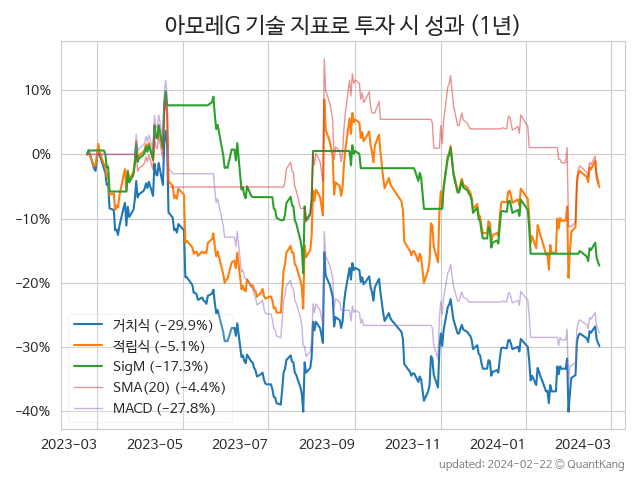 아모레G 기술 지표로 투자 시 성과 (1년)
10%
0%
−10%
−20%
−30%
−40%
거치식 (−29.9%)
적립식 (−5.1%)
SigM (−17.3%)
SMA(20) (−4.4%)
MACD (−27.8%)
2023-03 2023-05 2023-07 2023-09 2023-11 2024-01 2024-03
updated: 2024-02-22 ⓒ QuantKang